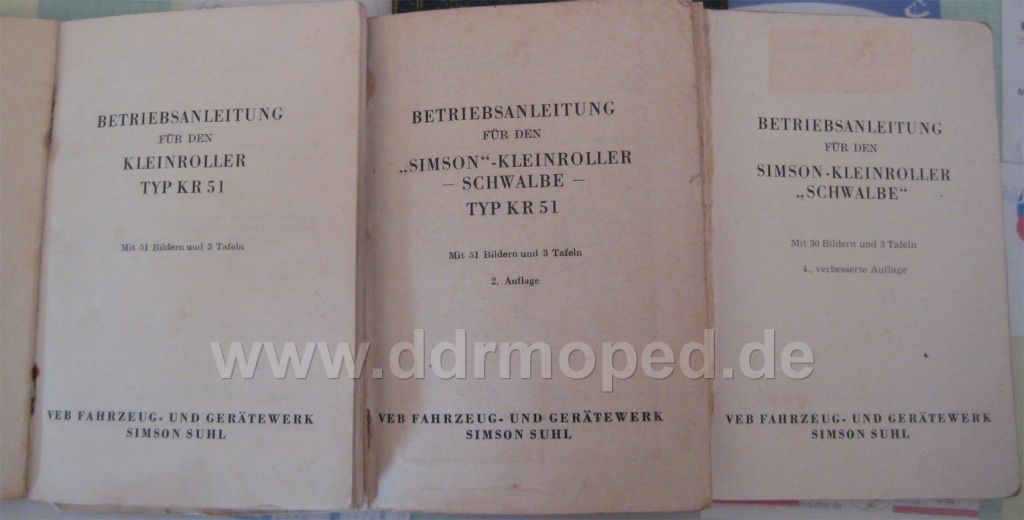 BETRIEBSANLEITUNG
FÜR DEN
KLEINROLLER
TYP KR 51
Mit 51 Bildern und 3 Tafeln
VEB FAHRZEUG- UND GERÄTEWERK
SIMSON SUHL
BETRIEBSANLEITUNG
FÜR DEN
„SIMSON“-KLEINROLLER
— SCHWALBE —
TYP KR 51
Mit 51 Bildern und 3 Tafeln
2. Auflage
VEB FAHRZEUG- UND GERÄTEWERK
SIMSON SUHL
BETRIEBSANLEITUNG
FÜR DEN
SIMSON-KLEINROLLER
„SCHWALBE“
Mit 50 Bildern und 3 Tafeln
4., verbesserte Auflage
VEB FAHRZEUG- UND GERÄTEWERK
SIMSON SUHL
www.ddrmoped.de